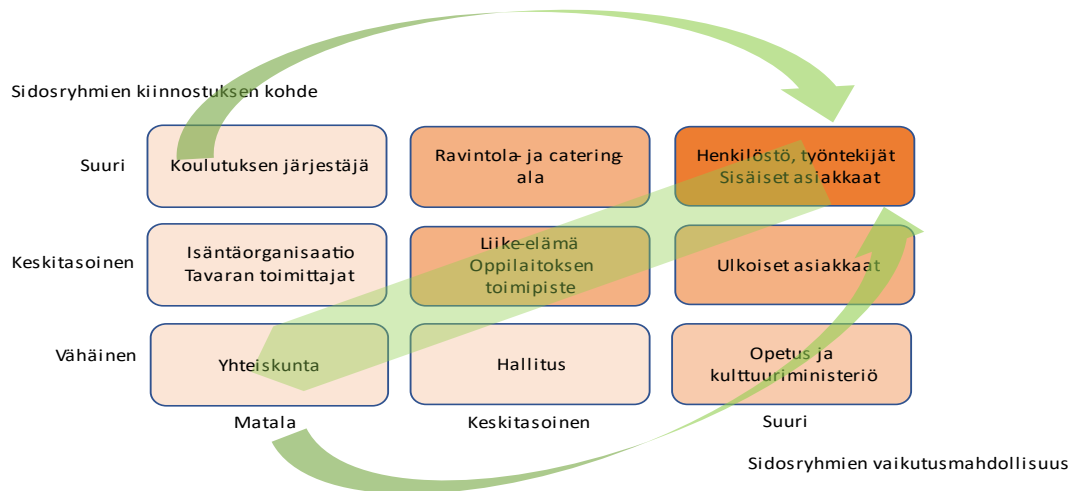 Sidosryhmien kiinnostuksen kohde
Suuri
Koulutuksen järjestäjä
Ravintola- ja catering-
ala
Henkilöstö, työntekijät
Sisäiset asiakkaat
Keskitasoinen
Isäntäorganisaatio
Tavaran toimittajat
Liike-elämä
Oppilaitoksen
toimipiste
Ulkoiset asiakkaat
Vähäinen
Yhteiskunta
Hallitus
Opetus ja
kulttuuriministeriö
Matala
Keskitasoinen
Suuri
Sidosryhmien vaikutusmahdollisuus